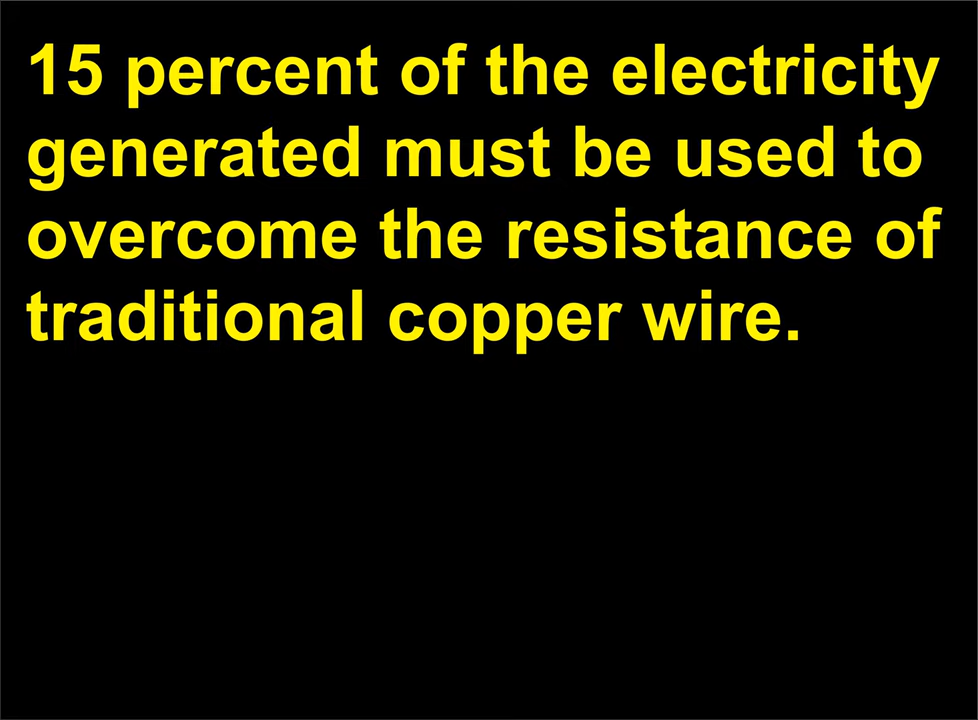 15 percent of the electricity
generated must be used to
overcome the resistance of
traditional copper wire.